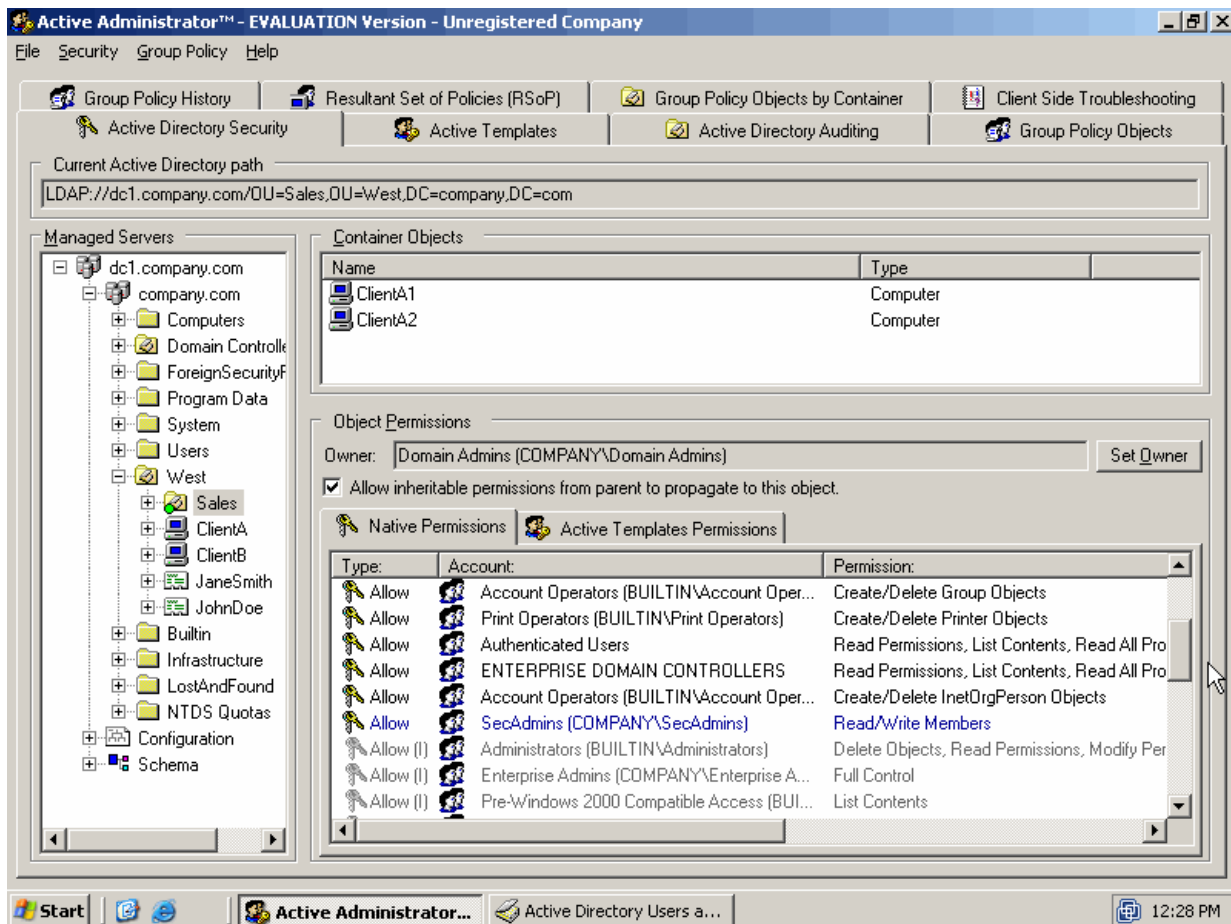 Active Administrator™ - EVALUATION Version - Unregistered Company
File Security Group Policy Help
Group Policy History Resultant Set of Policies (RSoP) Group Policy Objects by Container Client Side Troubleshooting
Active Directory Security Active Templates Active Directory Auditing Group Policy Objects
Current Active Directory path
LDAP://dc1.company.com/OU=Sales,OU=West,DC=company,DC=com
Managed Servers
dc1.company.com
company.com
Computers
Domain Controlle
ForeignSecurityF
Program Data
System
Users
West
Sales
ClientA
ClientB
JaneSmith
JohnDoe
Builtin
Infrastructure
LostAndFound
NTDS Quotas
Configuration
Schema
Container Objects
Name Type
ClientA1 Computer
ClientA2 Computer
Object Permissions
Owner: Domain Admins (COMPANY\Domain Admins) Set Owner
Allow inheritable permissions from parent to propagate to this object.
Native Permissions Active Templates Permissions
Type: Account: Permission:
Allow Account Operators (BUILTIN\Account Oper... Create/Delete Group Objects
Allow Print Operators (BUILTIN\Print Operators) Create/Delete Printer Objects
Allow Authenticated Users Read Permissions, List Contents, Read All Pro
Allow ENTERPRISE DOMAIN CONTROLLERS Read Permissions, List Contents, Read All Pro
Allow Account Operators (BUILTIN\Account Oper... Create/Delete InetOrgPerson Objects
Allow SecAdmins (COMPANY\SecAdmins) Read/Write Members
Allow (I) Administrators (BUILTIN\Administrators) Delete Objects, Read Permissions, Modify Per
Allow (I) Enterprise Admins (COMPANY\Enterprise A... Full Control
Allow (I) Pre-Windows 2000 Compatible Access (BUI... List Contents
Start Active Administrator... Active Directory Users a... 12:28 PM